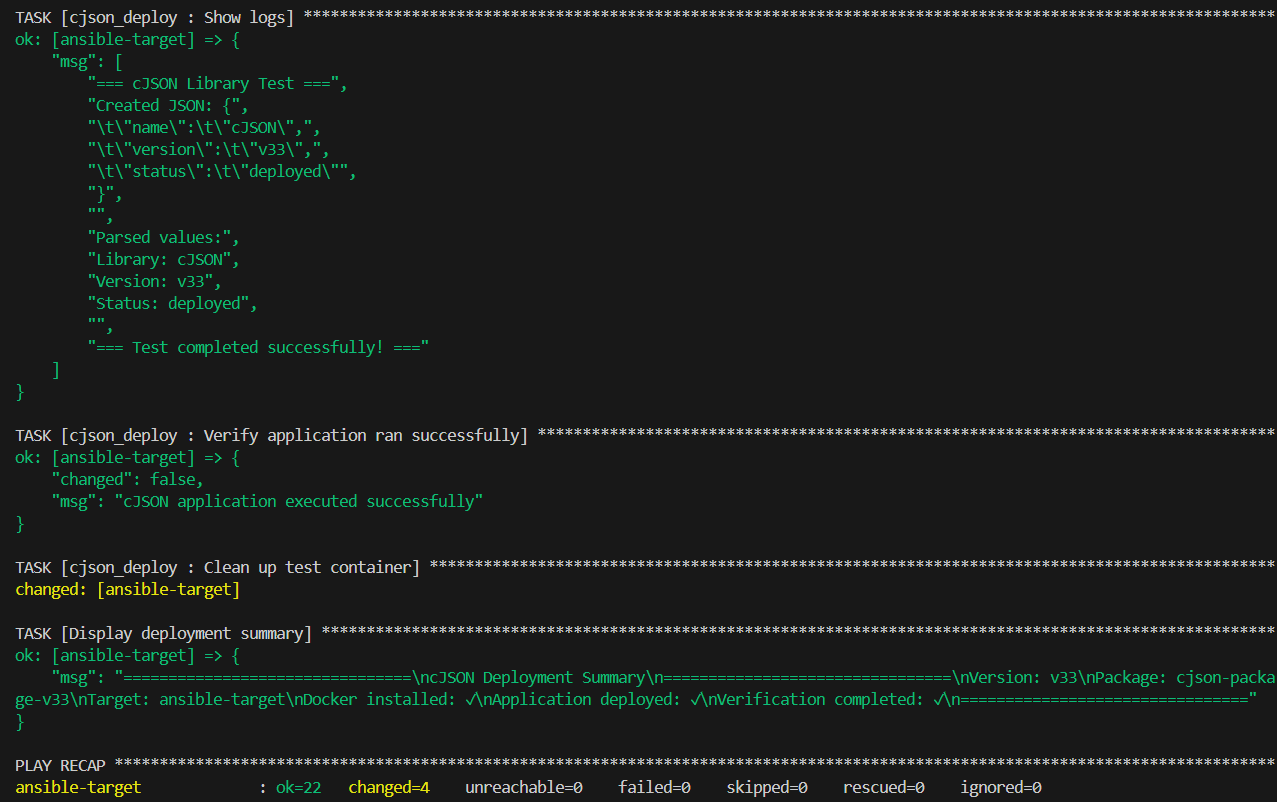 TASK [cjson_deploy : Show logs] ************************************************************************************************************
ok: [ansible-target] => {
    "msg": [
        "=== cJSON Library Test ===",
        "Created JSON: {",
        "\t\"name\":\t\"cJSON\",",
        "\t\"version\":\t\"v33\",",
        "\t\"status\":\t\"deployed\"",
        "}",
        "",
        "Parsed values:",
        "Library: cJSON",
        "Version: v33",
        "Status: deployed",
        "",
        "=== Test completed successfully! ==="
    ]
}
TASK [cjson_deploy : Verify application ran successfully] **********************************************************************************
ok: [ansible-target] => {
    "changed": false,
    "msg": "cJSON application executed successfully"
}
TASK [cjson_deploy : Clean up test container] **********************************************************************************************
changed: [ansible-target]
TASK [Display deployment summary] **********************************************************************************************************
ok: [ansible-target] => {
    "msg": "================================\ncJSON Deployment Summary\n================================\nVersion: v33\nPackage: cjson-packa
ge-v33\nTarget: ansible-target\nDocker installed: ✓\nApplication deployed: ✓\nVerification completed: ✓\n================================"
}
PLAY RECAP *********************************************************************************************************************************
ansible-target             : ok=22   changed=4    unreachable=0    failed=0    skipped=0    rescued=0    ignored=0